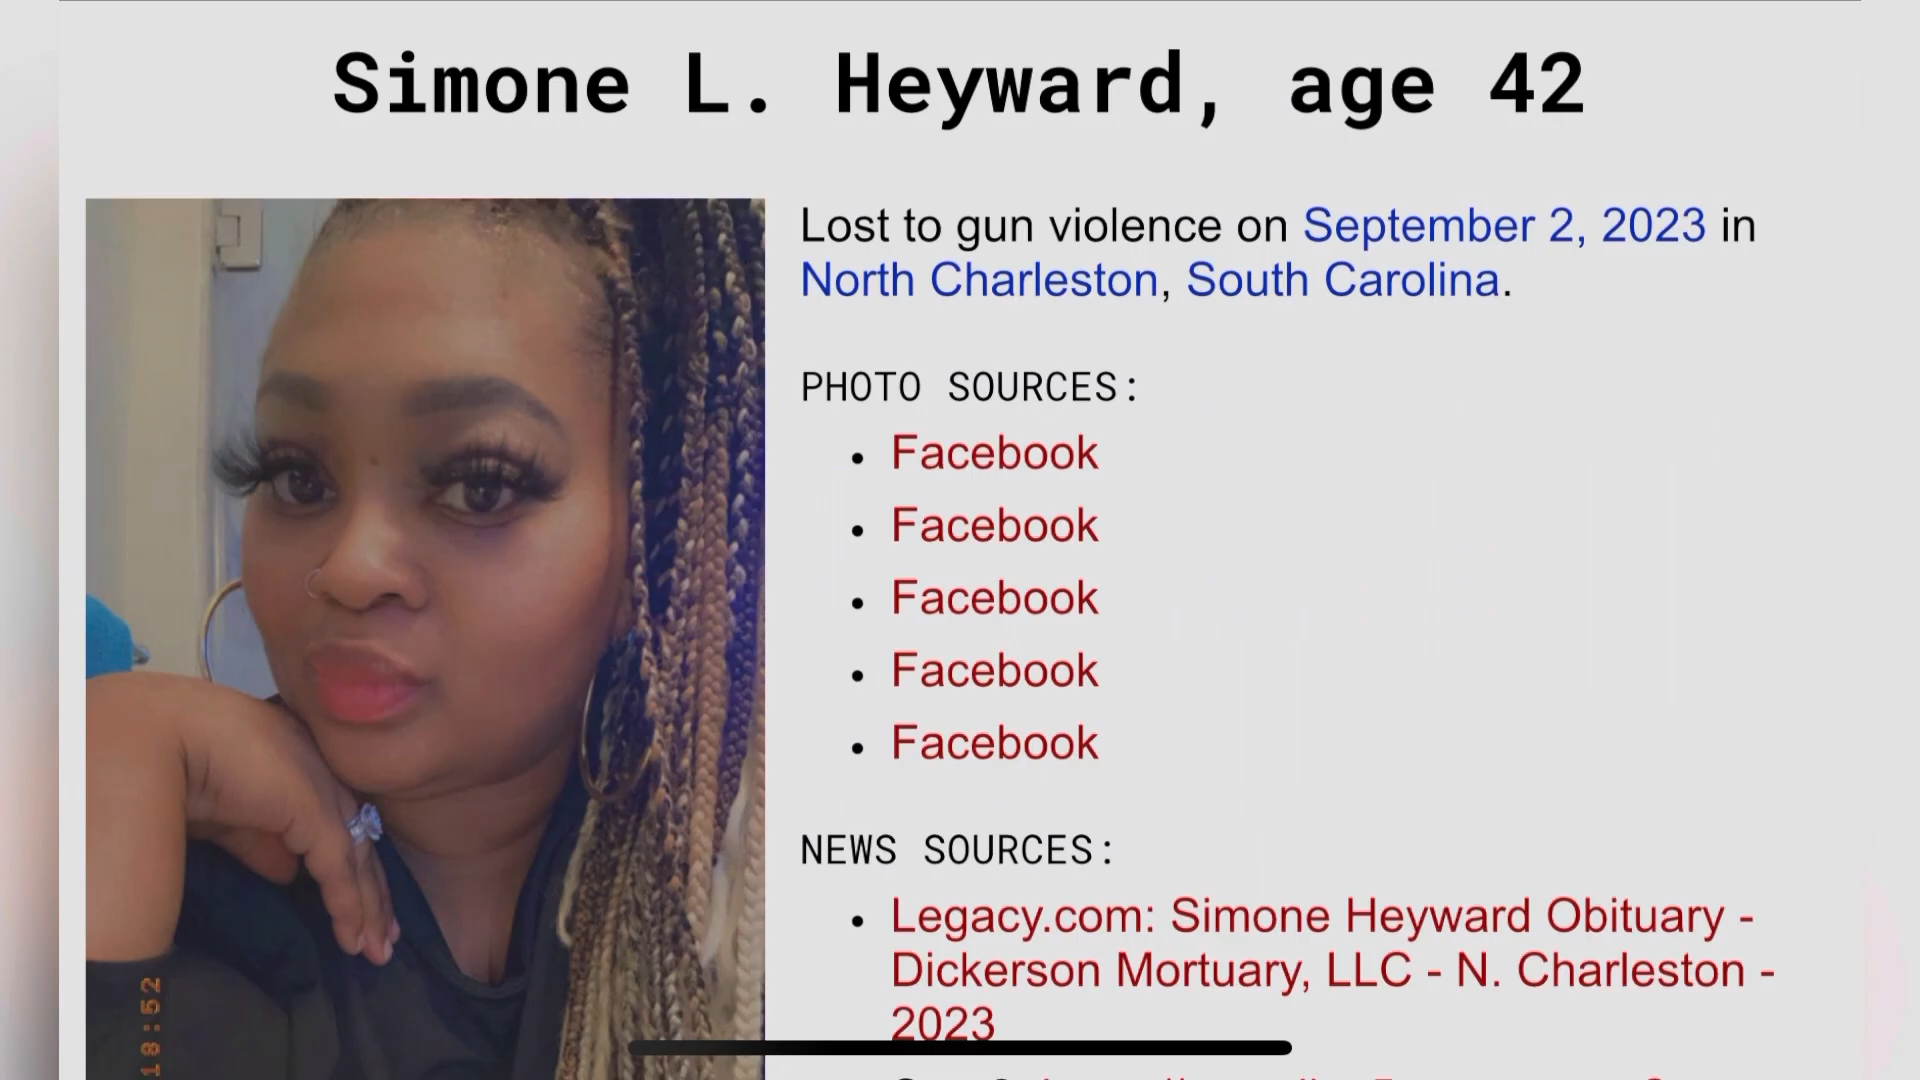 Simone L. Heyward, age 42
Lost to gun violence on September 2, 2023 in
North Charleston, South Carolina.
PHOTO SOURCES:
• Facebook
• Facebook
• Facebook
• Facebook
• Facebook
NEWS SOURCES:
• Legacy.com: Simone Heyward Obituary -
Dickerson Mortuary, LLC - N. Charleston -
2023
18:52